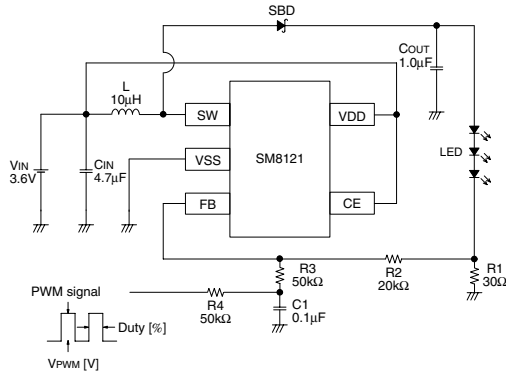 SBD
COUT
1.0μF
L
10μH
SW
VDD
VIN
3.6V
CIN
4.7μF
VSS
SM8121
LED
FB
CE
R3
50kΩ
R2
20kΩ
R1
30Ω
PWM signal
R4
50kΩ
C1
0.1μF
Duty [%]
VPWM [V]